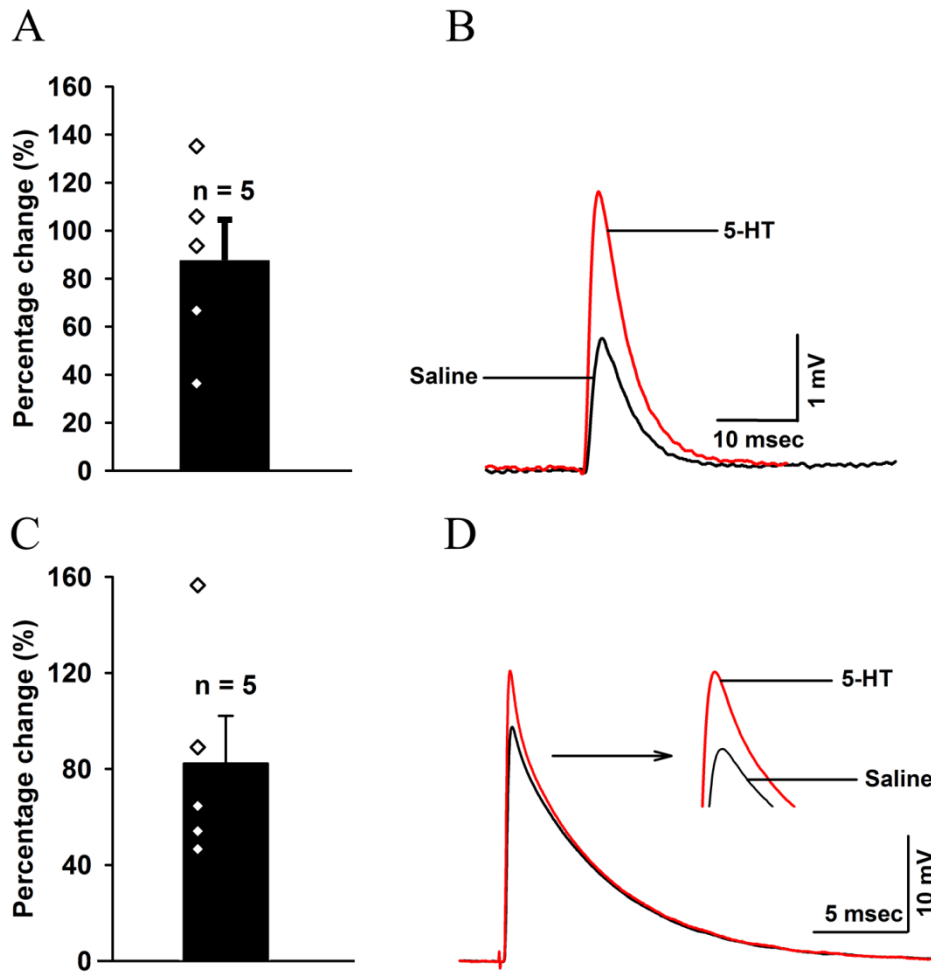 A
Percentage change (%)
160
140
120
100
80
60
40
20
0
n = 5
B
5-HT
Saline
1 mV
10 msec
C
Percentage change (%)
160
120
80
40
0
n = 5
D
5-HT
Saline
10 mV
5 msec